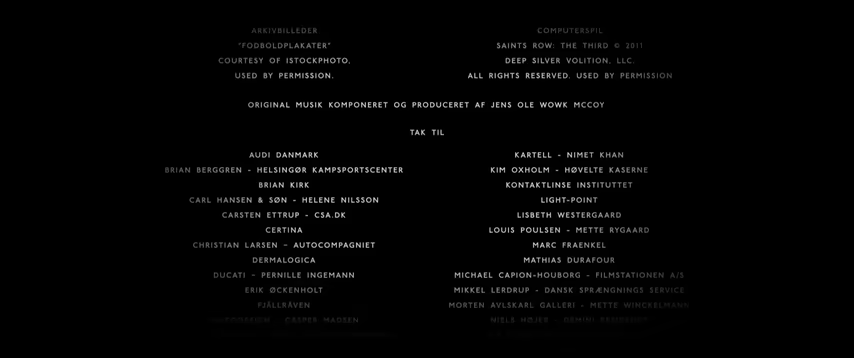 ARKIVBILLEDER
"FODBOLDPLAKATER"
COURTESY OF ISTOCKPHOTO,
USED BY PERMISSION.
COMPUTERSPIL
SAINTS ROW: THE THIRD © 2011
DEEP SILVER VOLITION, LLC.
ALL RIGHTS RESERVED, USED BY PERMISSION
ORIGINAL MUSIK KOMPONERET OG PRODUCERET AF JENS OLE WOWK MCCOY
TAK TIL
AUDI DANMARK
BRIAN BERGGREN - HELSINGØR KAMPSPORTSCENTER
BRIAN KIRK
CARL HANSEN & SØN - HELENE NILSSON
CARSTEN ETTRUP - CSA.DK
CERTINA
CHRISTIAN LARSEN – AUTOCOMPAGNIET
DERMALOGICA
DUCATI - PERNILLE INGEMANN
ERIK ØCKENHOLT
FJÄLLRÄVEN
- CASPER MADSEN
KARTELL - NIMET KHAN
KIM OXHOLM - HØVELTE KASERNE
KONTAKTLINSE INSTITUTTET
LIGHT-POINT
LISBETH WESTERGAARD
LOUIS POULSEN - METTE RYGAARD
MARC FRAENKEL
MATHIAS DURAFOUR
MICHAEL CAPION-HOUBORG - FILMSTATIONEN A/S
MIKKEL LERDRUP - DANSK SPRÆNGNINGS SERVICE
MORTEN AVLSKARL GALLERI - METTE WINCKELMANN
NIELS HØJER -